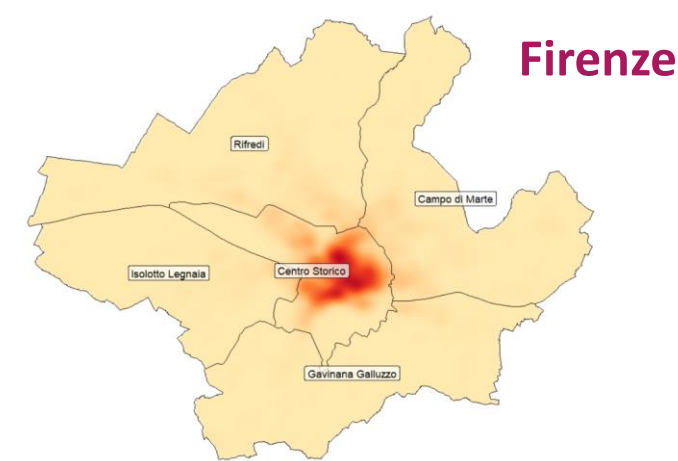 Firenze
Rifredi
Campo di Marte
Isolotto Legnaia
Centro Storico
Gavinana Galluzzo